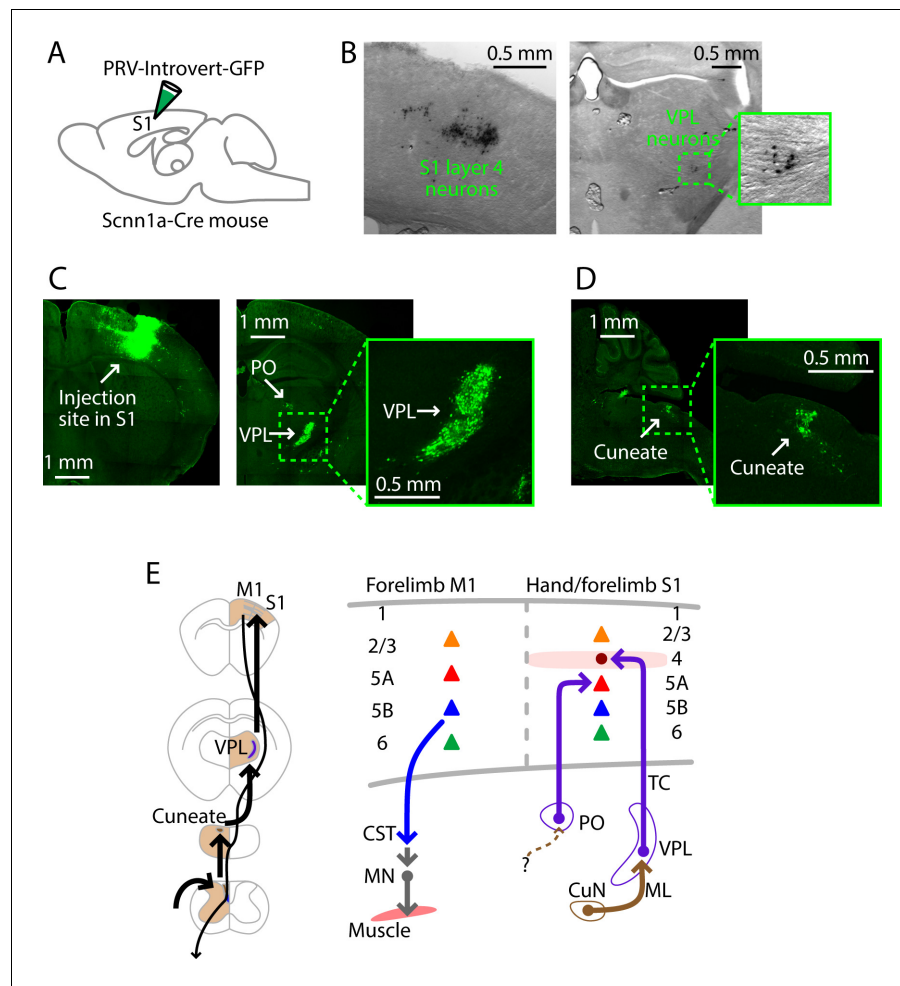 A
PRV-Introvert-GFP
S1
Scnn1a-Cre mouse
B
0.5 mm
S1 layer 4
neurons
0.5 mm
VPL
neurons
C
Injection
site in S1
1 mm
1 mm
PO
VPL
VPL
0.5 mm
D
1 mm
Cuneate
0.5 mm
Cuneate
E
M1
S1
VPL
Cuneate
Forelimb M1
Hand/forelimb S1
1
1
2/3
2/3
4
5A
5A
5B
5B
6
6
TC
CST
PO
VPL
MN
?
CuN
ML
Muscle